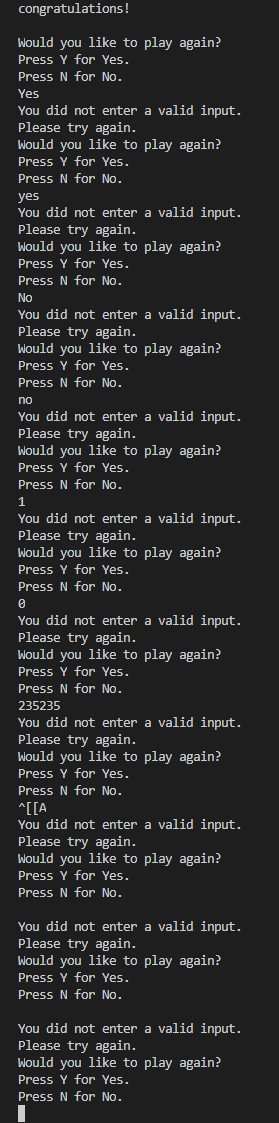 congratulations!
Would you like to play again?
Press Y for Yes.
Press N for No.
Yes
You did not enter a valid input.
Please try again.
Would you like to play again?
Press Y for Yes.
Press N for No.
yes
You did not enter a valid input.
Please try again.
Would you like to play again?
Press Y for Yes.
Press N for No.
No
You did not enter a valid input.
Please try again.
Would you like to play again?
Press Y for Yes.
Press N for No.
no
You did not enter a valid input.
Please try again.
Would you like to play again?
Press Y for Yes.
Press N for No.
1
You did not enter a valid input.
Please try again.
Would you like to play again?
Press Y for Yes.
Press N for No.
0
You did not enter a valid input.
Please try again.
Would you like to play again?
Press Y for Yes.
Press N for No.
235235
You did not enter a valid input.
Please try again.
Would you like to play again?
Press Y for Yes.
Press N for No.
^[[A
You did not enter a valid input.
Please try again.
Would you like to play again?
Press Y for Yes.
Press N for No.
You did not enter a valid input.
Please try again.
Would you like to play again?
Press Y for Yes.
Press N for No.
You did not enter a valid input.
Please try again.
Would you like to play again?
Press Y for Yes.
Press N for No.